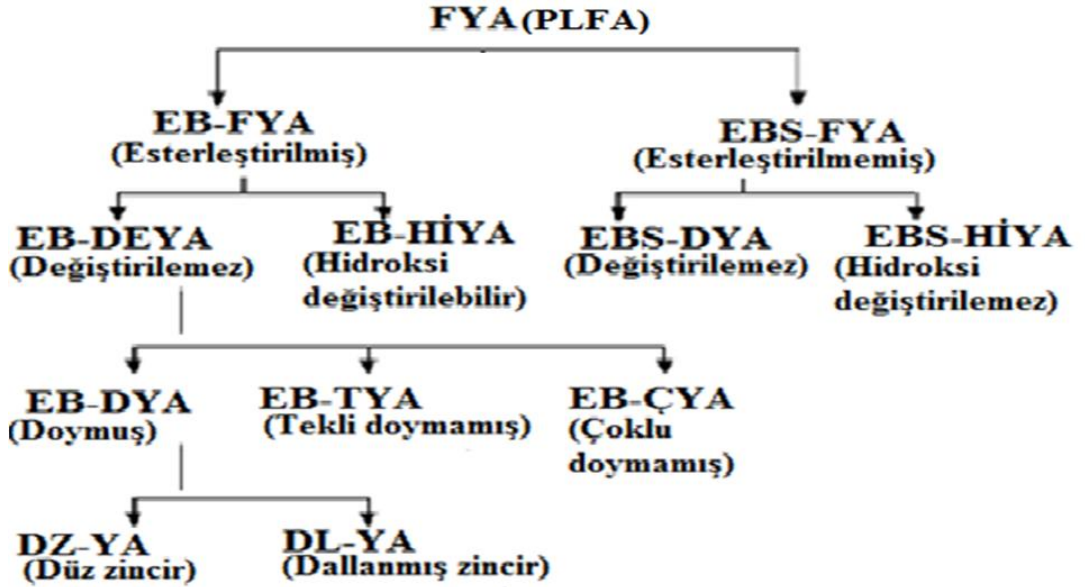 FYA (PLFA)
EB-FYA
(Esterleştirilmiş)
EBS-FYA
(Esterleştirilmemiş)
EB-DEYA
(Değiştirilemez)
EB-HİYA
(Hidroksi
değiştirilebilir)
EBS-DYA
(Değiştirilemez)
EBS-HİYA
(Hidroksi
değiştirilemez)
EB-DYA
(Doymuş)
EB-TYA
(Tekli doymamış)
EB-ÇYA
(Çoklu
doymamış)
DZ-YA
(Düz zincir)
DL-YA
(Dallanmış zincir)